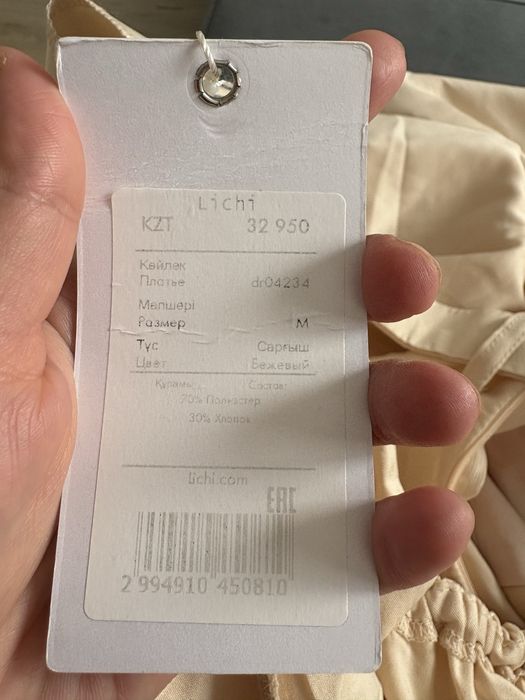 Lichi
KZT 32 950
Көйлек
Платье dr04234
Мөлшері
Размер M
Түс Сарғыш
Цвет Бежевый
Құрамы: Состав:
70% Полиэстер
30% Хлопок
lichi.com
EAC
2 994910 450810